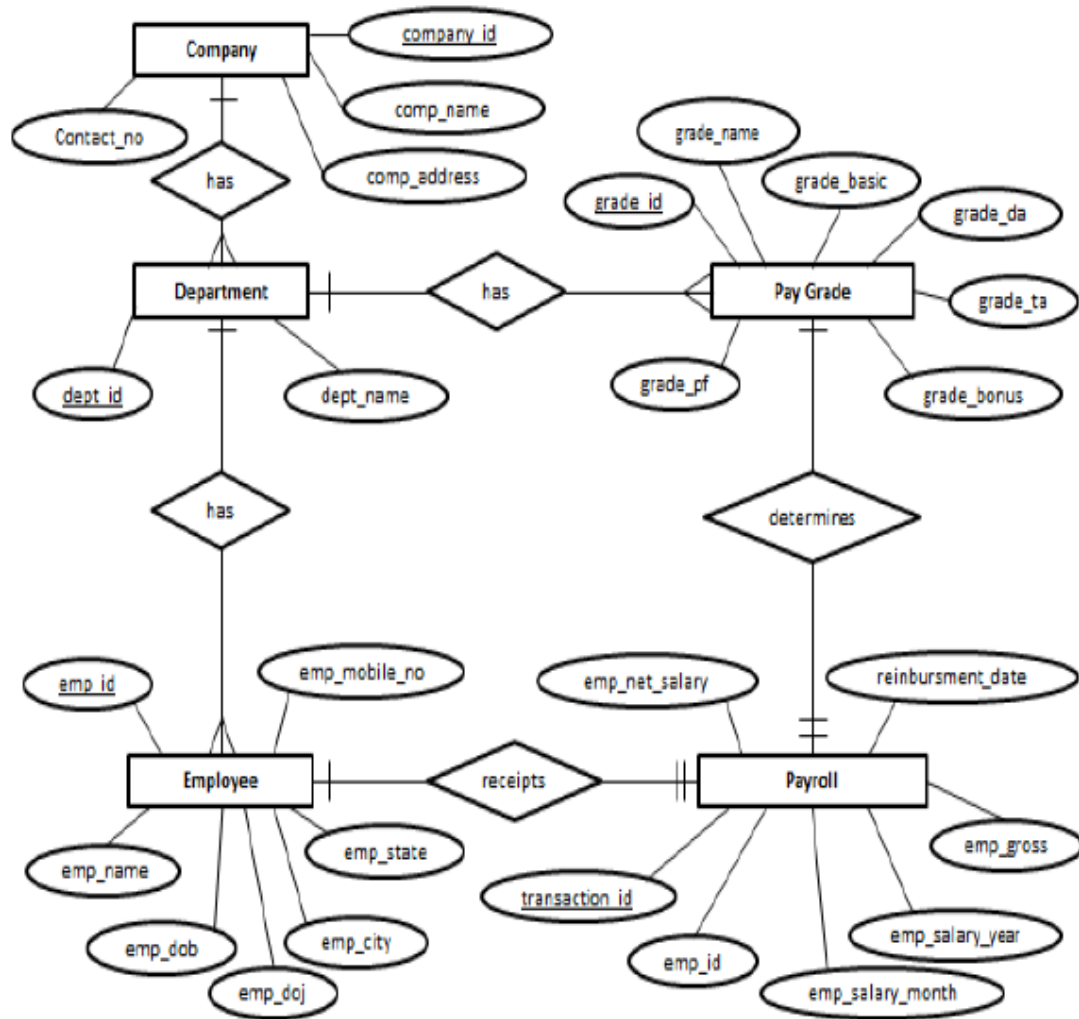 company_id
Company
comp_name
Contact_no
comp_address
has
grade_name
grade_basic
grade_id
grade_da
Department
has
Pay Grade
grade_ta
dept_id
dept_name
grade_pf
grade_bonus
has
determines
emp_id
emp_mobile_no
emp_net_salary
reinbursment_date
Employee
receipts
Payroll
emp_name
emp_state
emp_gross
transaction_id
emp_dob
emp_city
emp_salary_year
emp_id
emp_doj
emp_salary_month